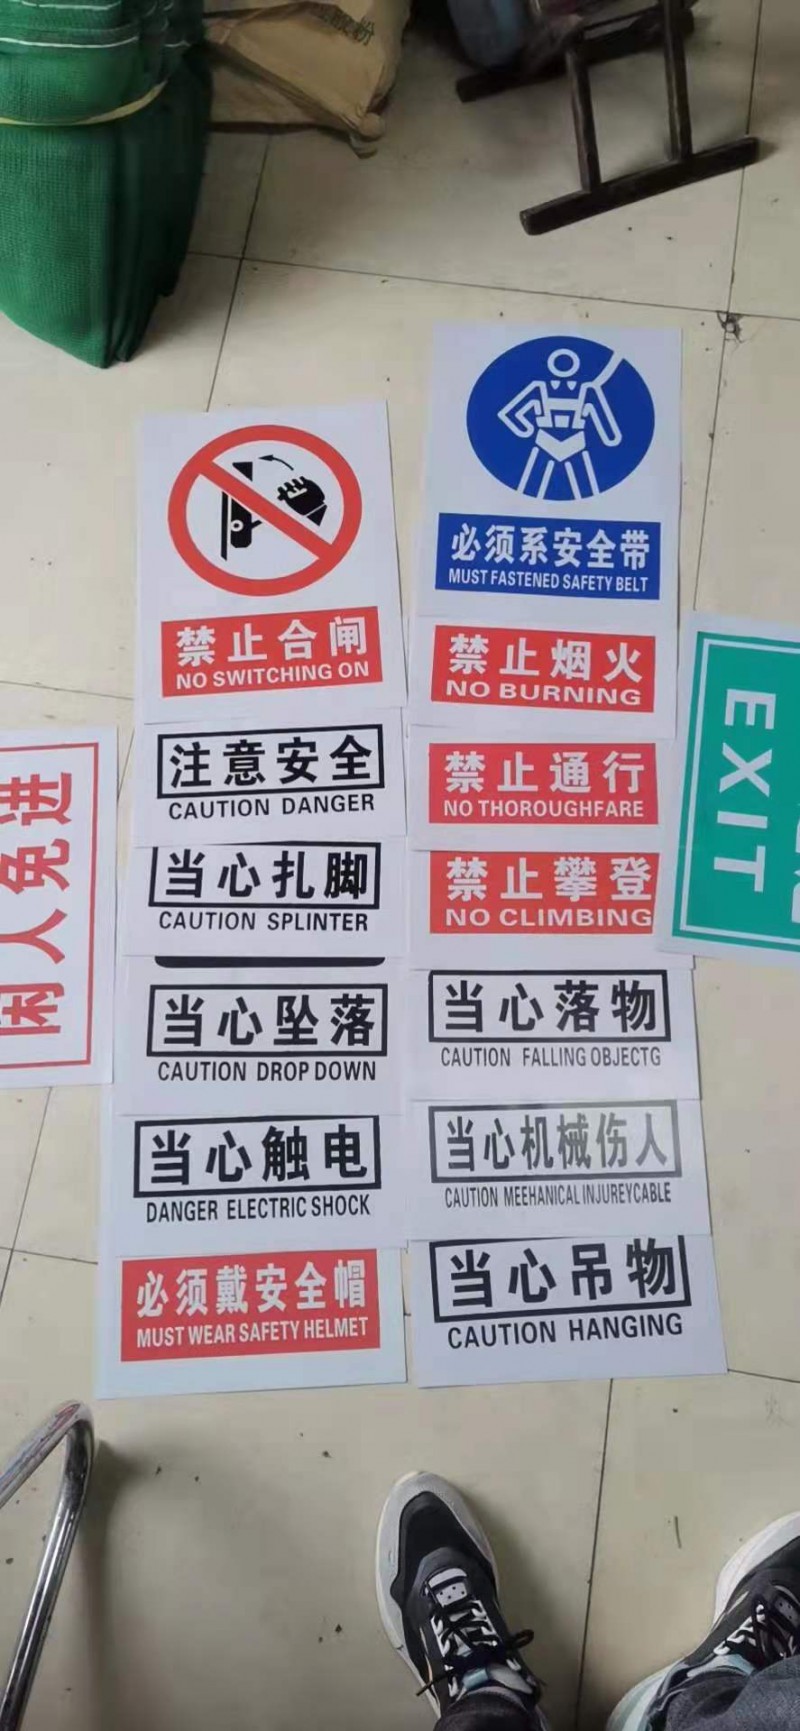 禁止合闸
NO SWITCHING ON
注意安全
CAUTION DANGER
当心扎脚
CAUTION SPLINTER
当心坠落
CAUTION DROP DOWN
当心触电
DANGER ELECTRIC SHOCK
必须戴安全帽
MUST WEAR SAFETY HELMET
必须系安全带
MUST FASTENED SAFETY BELT
禁止烟火
NO BURNING
禁止通行
NO THOROUGHFARE
禁止攀登
NO CLIMBING
当心落物
CAUTION FALLING OBJECTG
当心机械伤人
CAUTION MEEHANICAL INJUREYCABLE
当心吊物
CAUTION HANGING
闲人免进
EXIT